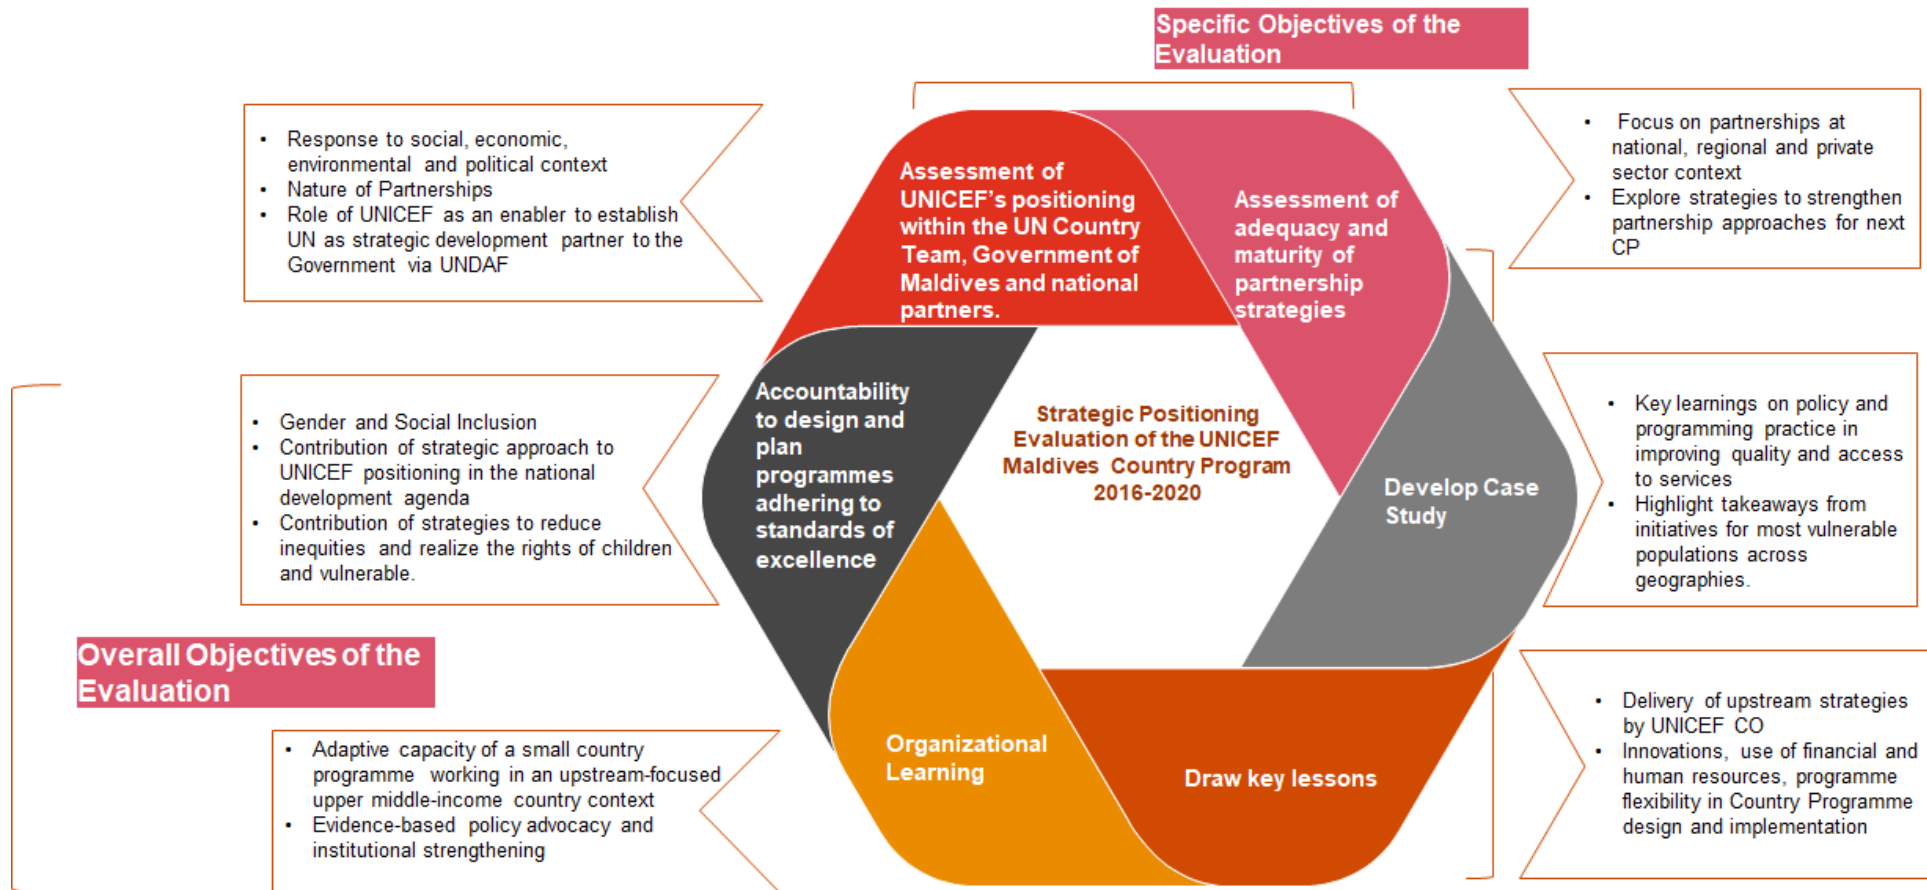 Specific Objectives of the
Evaluation
• Response to social, economic,
environmental and political context
• Nature of Partnerships
• Role of UNICEF as an enabler to establish
UN as strategic development partner to the
Government via UNDAF
Assessment of
UNICEF's positioning
within the UN Country
Team, Government of
Maldives and national
partners.
Assessment of
adequacy and
maturity of
partnership
strategies
• Focus on partnerships at
national, regional and private
sector context
• Explore strategies to strengthen
partnership approaches for next
CP
• Gender and Social Inclusion
• Contribution of strategic approach to
UNICEF positioning in the national
development agenda
• Contribution of strategies to reduce
inequities and realize the rights of children
and vulnerable.
Accountability
to design and
plan
programmes
adhering to
standards of
excellence
Strategic Positioning
Evaluation of the UNICEF
Maldives Country Program
2016-2020
Develop Case
Study
• Key learnings on policy and
programming practice in
improving quality and access
to services
• Highlight takeaways from
initiatives for most vulnerable
populations across
geographies.
Overall Objectives of the
Evaluation
• Adaptive capacity of a small country
programme working in an upstream-focused
upper middle-income country context
• Evidence-based policy advocacy and
institutional strengthening
Organizational
Learning
Draw key lessons
• Delivery of upstream strategies
by UNICEF CO
• Innovations, use of financial and
human resources, programme
flexibility in Country Programme
design and implementation